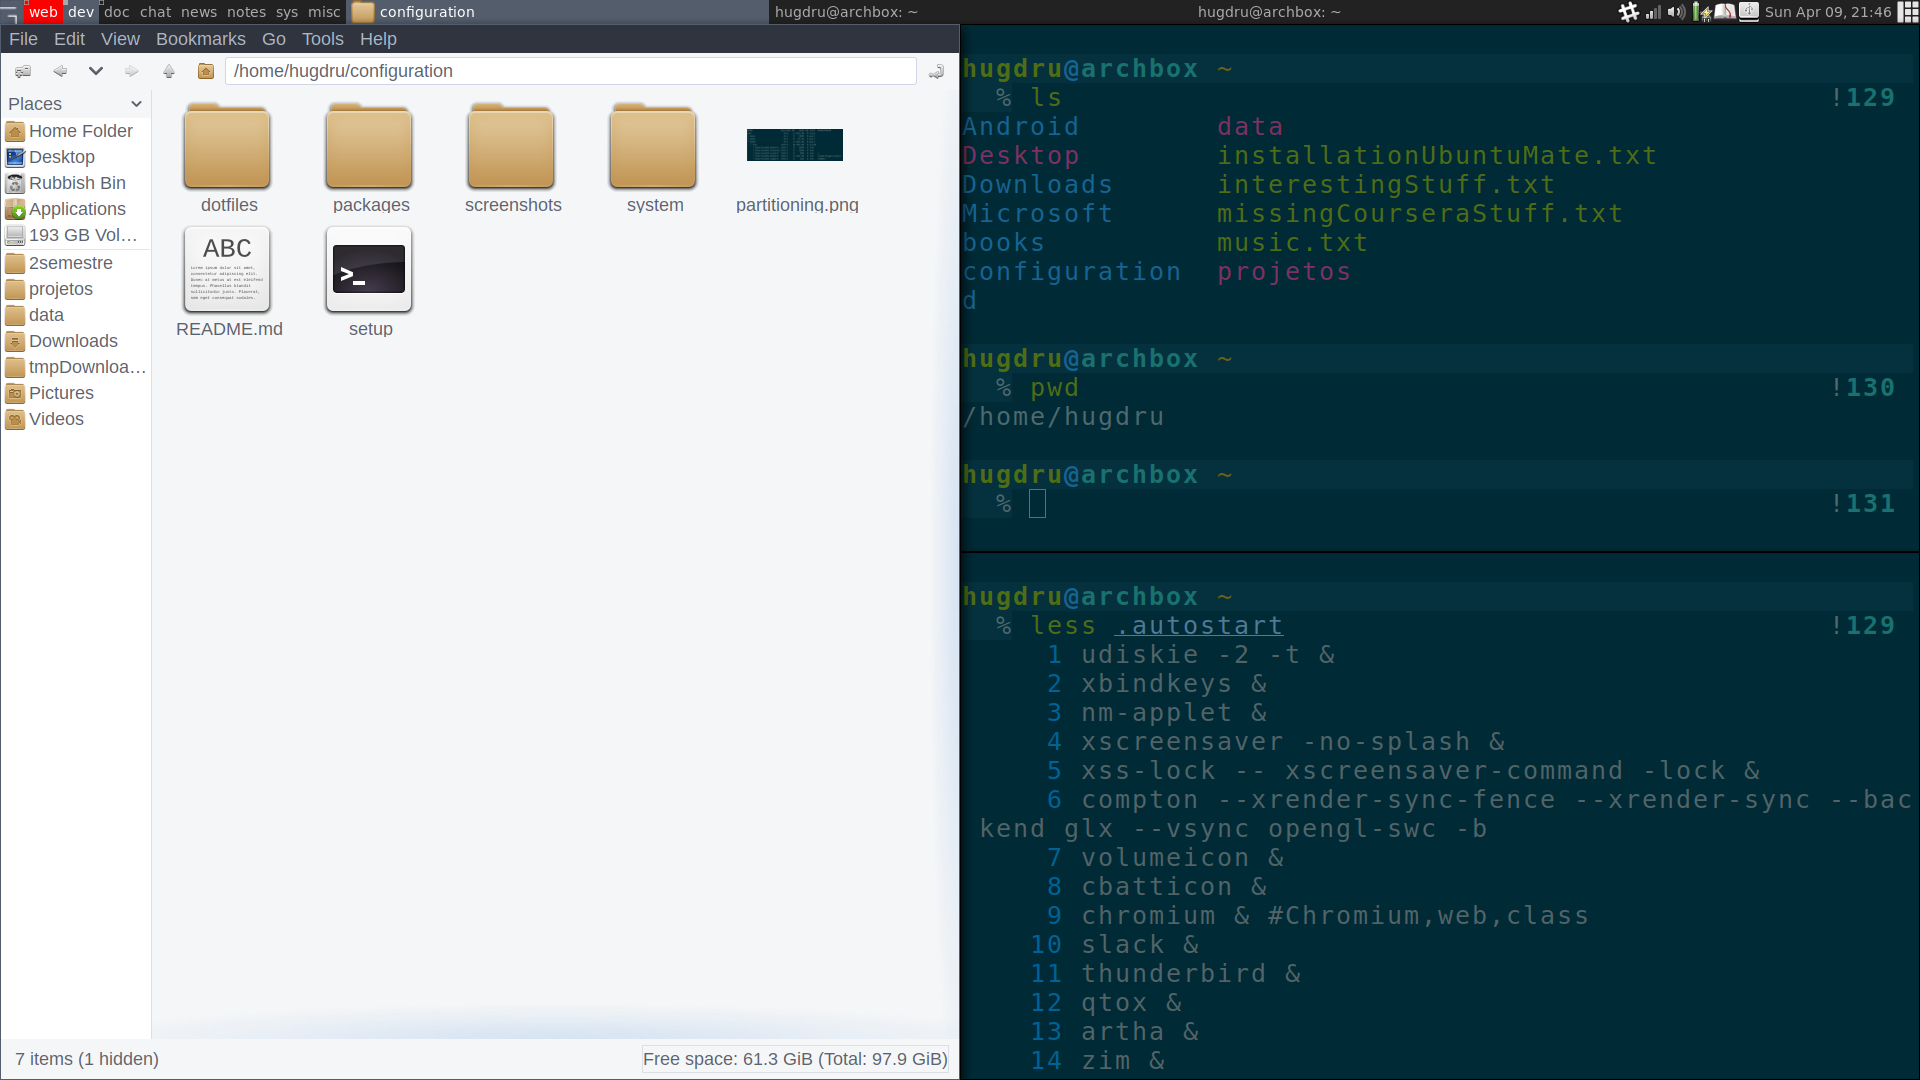 web dev doc chat news notes sys misc configuration hugdru@archbox: ~ hugdru@archbox: ~ Sun Apr 09, 21:46
File Edit View Bookmarks Go Tools Help
/home/hugdru/configuration
Places
Home Folder
Desktop
Rubbish Bin
Applications
193 GB Vol...
2semestre
projetos
data
Downloads
tmpDownloa...
Pictures
Videos
dotfiles packages screenshots system partitioning.png
ABC
README.md setup
7 items (1 hidden) Free space: 61.3 GiB (Total: 97.9 GiB)
hugdru@archbox ~
% ls !129
Android data
Desktop installationUbuntuMate.txt
Downloads interestingStuff.txt
Microsoft missingCourseraStuff.txt
books music.txt
configuration projetos
d
hugdru@archbox ~
% pwd !130
/home/hugdru
hugdru@archbox ~
% !131
hugdru@archbox ~
% less .autostart !129
1 udiskie -2 -t &
2 xbindkeys &
3 nm-applet &
4 xscreensaver -no-splash &
5 xss-lock -- xscreensaver-command -lock &
6 compton --xrender-sync-fence --xrender-sync --bac
kend glx --vsync opengl-swc -b
7 volumeicon &
8 cbatticon &
9 chromium & #Chromium,web,class
10 slack &
11 thunderbird &
12 qtox &
13 artha &
14 zim &